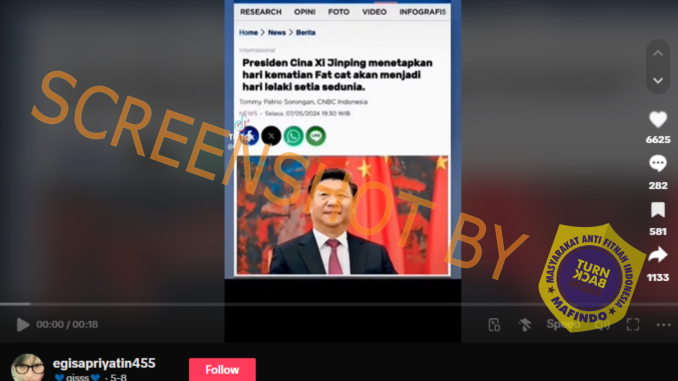 RESEARCH OPINI FOTO VIDEO INFOGRAFIS
Home > News > Berita
Internasional
Presiden Cina Xi Jinping menetapkan
hari kematian Fat cat akan menjadi
hari lelaki setia sedunia.
Tommy Patrio Sorongan, CNBC Indonesia
NEWS - Selasa, 07/05/2024 19:30 WIB
SCREENSHOT BY
MASYARAKAT ANTI FITNAH INDONESIA
TURN
BACK
MAFINDO
6625
282
581
1133
00:00 / 00:18
Speed
egisapriyatin455
💙gisss💙 · 5-8
Follow